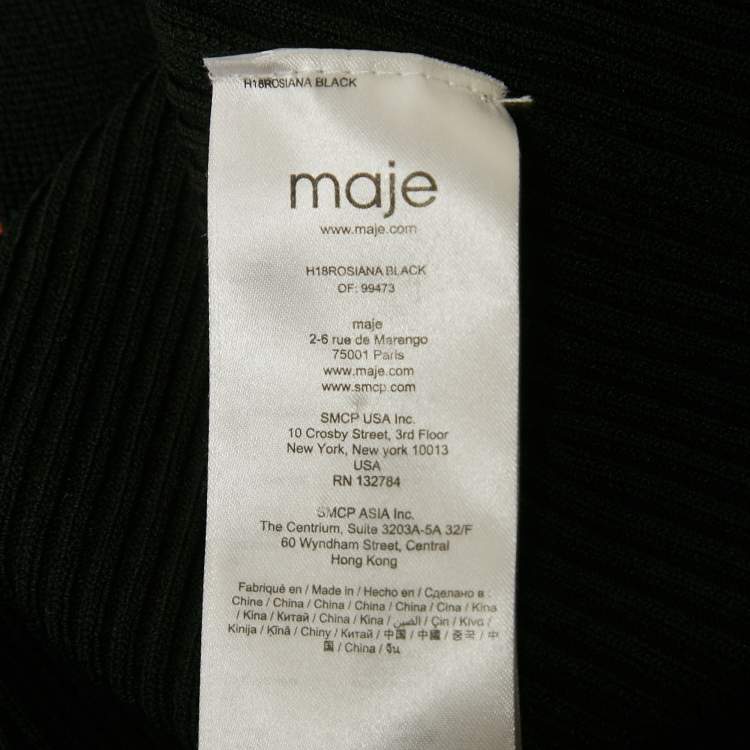 H18ROSIANA BLACK
maje
www.maje.com
H18ROSIANA BLACK
OF: 99473
maje
2-6 rue de Marengo
75001 Paris
www.maje.com
www.smcp.com
SMCP USA Inc.
10 Crosby Street, 3rd Floor
New York, New york 10013
USA
RN 132784
SMCP ASIA Inc.
The Centrium, Suite 3203A-5A 32/F
60 Wyndham Street, Central
Hong Kong
Fabriqué en / Made in / Hecho en / Сделано в :
Chine / China / China / China / China / Cina / Kina
/ Kina / Китай / China / Kina / الصين / Çin / Κινα /
Kinija / Ķīnā / Chiny / Китай / 中国 / 中國 / 중국 / 中
国 / China / จีน